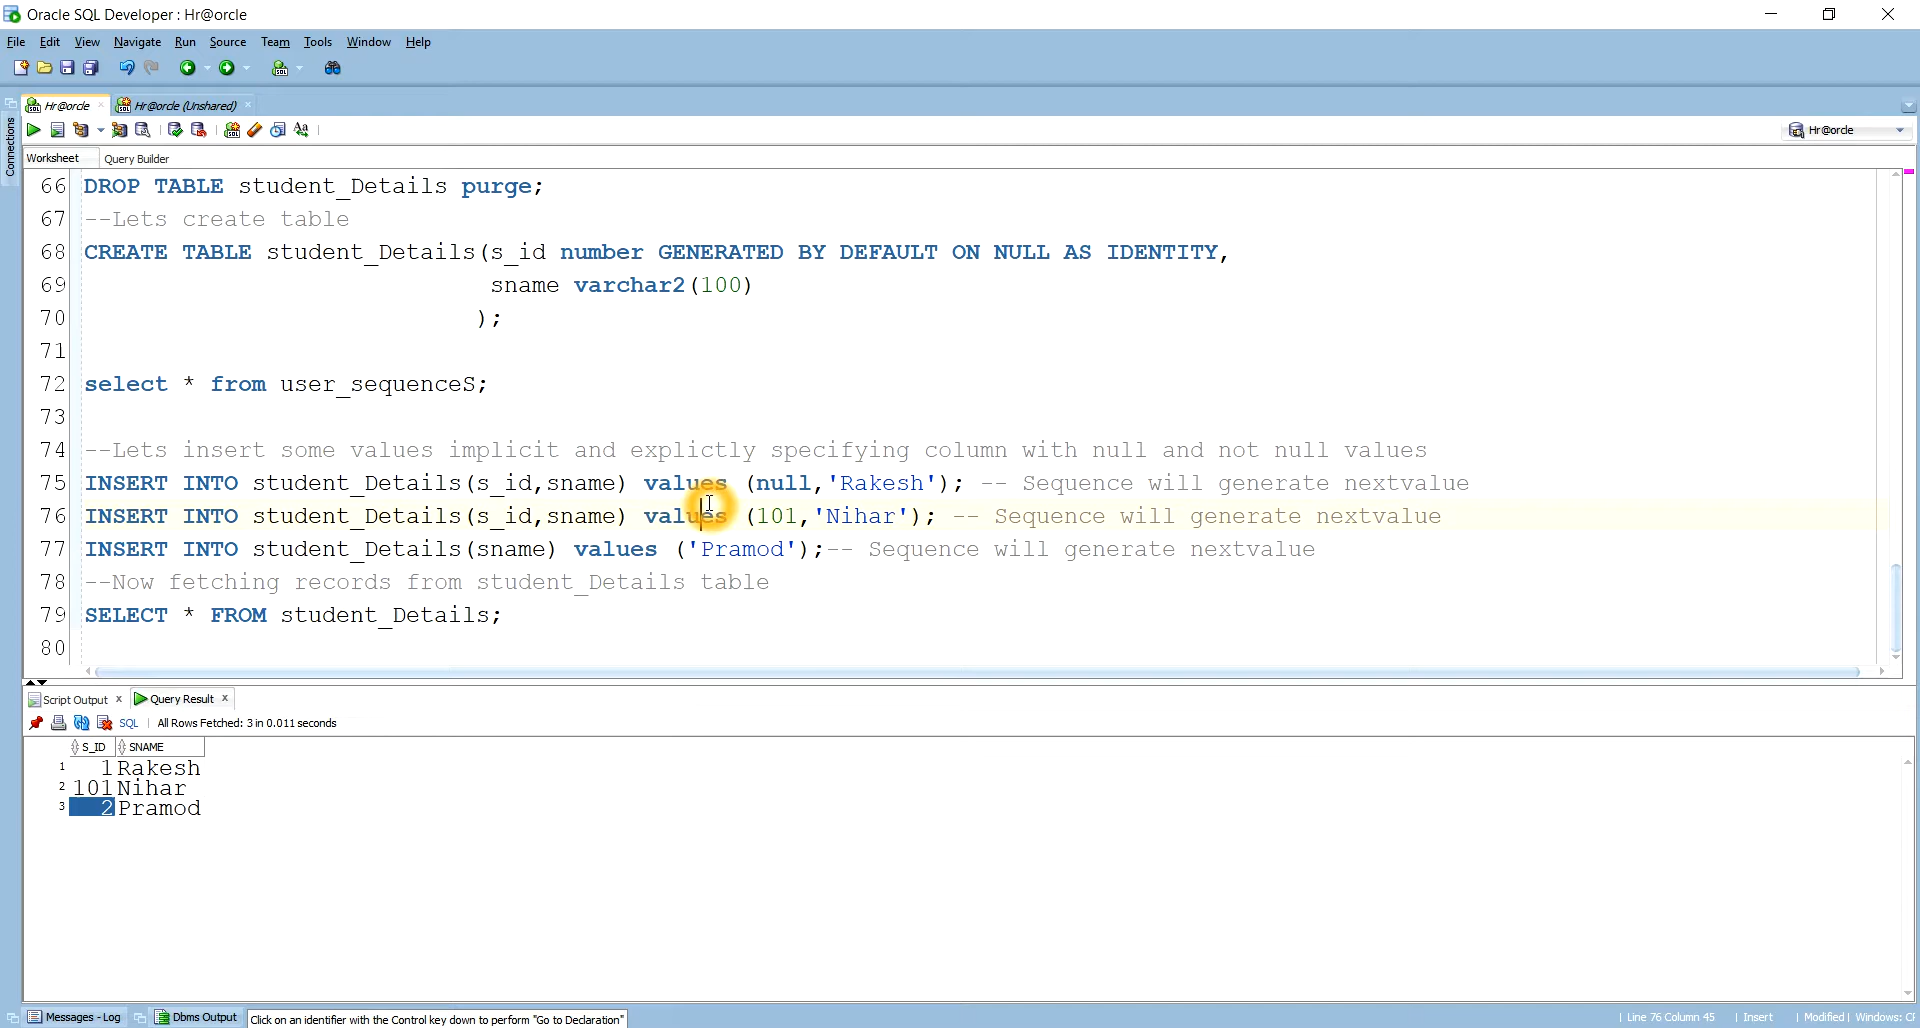 Oracle SQL Developer : Hr@orcle
File Edit View Navigate Run Source Team Tools Window Help
Hr@orcle Hr@orcle (Unshared)
Connections
Hr@orcle
Worksheet Query Builder
66 DROP TABLE student_Details purge;
67 --Lets create table
68 CREATE TABLE student_Details(s_id number GENERATED BY DEFAULT ON NULL AS IDENTITY,
69 sname varchar2(100)
70 );
71
72 select * from user_sequenceS;
73
74 --Lets insert some values implicit and explictly specifying column with null and not null values
75 INSERT INTO student_Details(s_id,sname) values (null,'Rakesh'); -- Sequence will generate nextvalue
76 INSERT INTO student_Details(s_id,sname) values (101,'Nihar'); -- Sequence will generate nextvalue
77 INSERT INTO student_Details(sname) values ('Pramod');-- Sequence will generate nextvalue
78 --Now fetching records from student_Details table
79 SELECT * FROM student_Details;
80
Script Output x Query Result x
SQL | All Rows Fetched: 3 in 0.011 seconds
S_ID SNAME
1 1 Rakesh
2 101 Nihar
3 2 Pramod
Messages - Log Dbms Output Click on an identifier with the Control key down to perform "Go to Declaration" | Line 76 Column 45 | Insert | Modified | Windows: